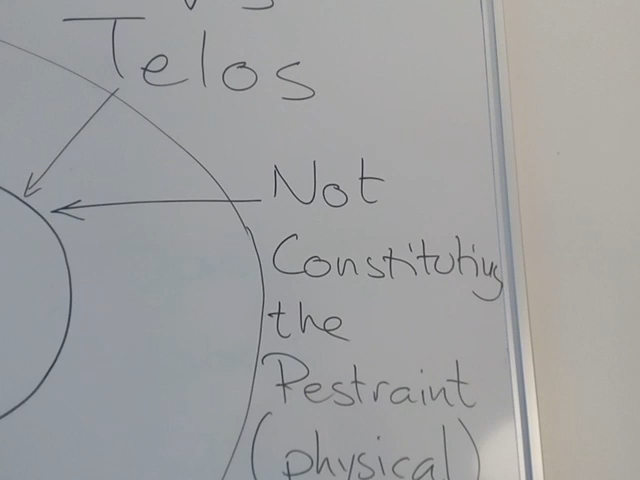 Telos
Not
Constituting
the
Restraint
(physical)